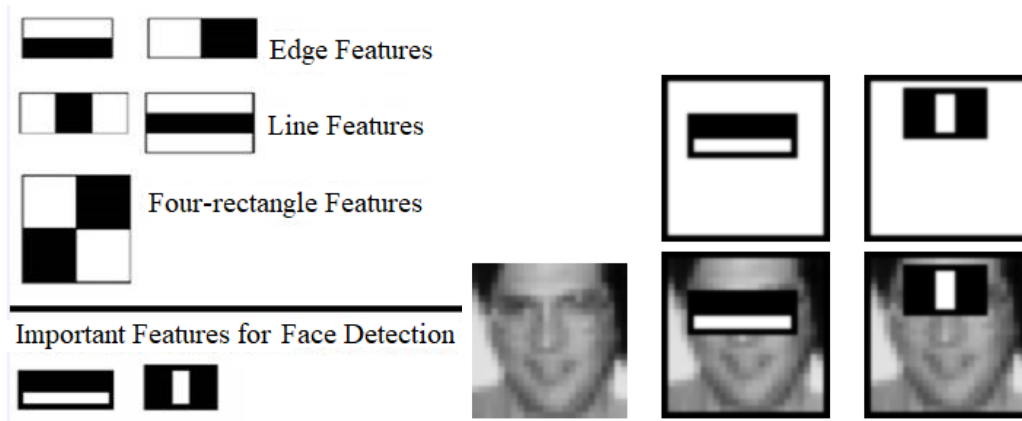 Edge Features
Line Features
Four-rectangle Features
Important Features for Face Detection